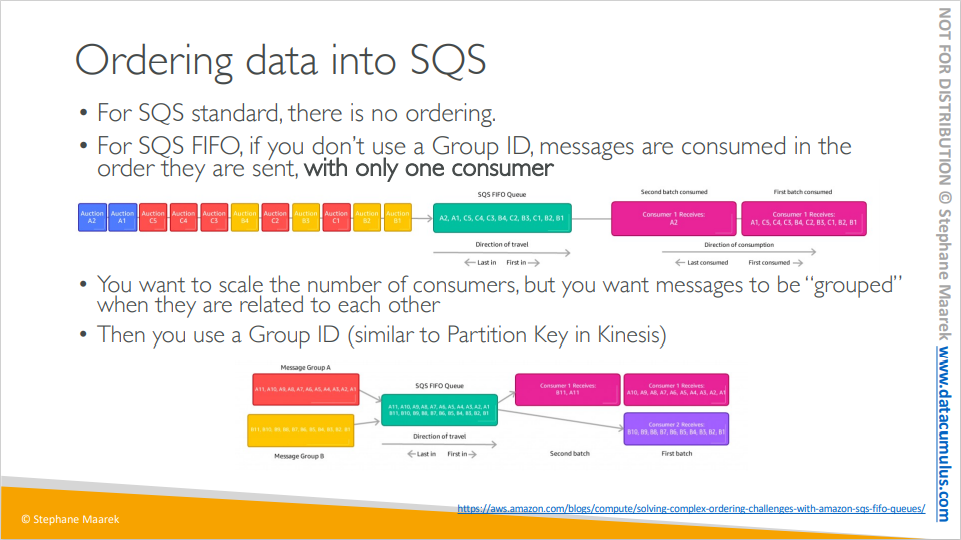 Ordering data into SQS
• For SQS standard, there is no ordering.
• For SQS FIFO, if you don't use a Group ID, messages are consumed in the
order they are sent, with only one consumer
Auction A2
Auction A1
Auction C5
Auction C4
Auction C3
Auction B4
Auction C2
Auction B3
Auction C1
Auction B2
Auction B1
SQS FIFO Queue
A2, A1, C5, C4, C3, B4, C2, B3, C1, B2, B1
Direction of travel
Last in
First in
Second batch consumed
First batch consumed
Consumer 1 Receives:
A2
Consumer 1 Receives:
A1, C5, C4, C3, B4, C2, B3, C1, B2, B1
Direction of consumption
Last consumed
First consumed
• You want to scale the number of consumers, but you want messages to be “grouped”
when they are related to each other
• Then you use a Group ID (similar to Partition Key in Kinesis)
Message Group A
A11, A10, A9, A8, A7, A6, A5, A4, A3, A2, A1
B11, B10, B9, B8, B7, B6, B5, B4, B3, B2, B1
Message Group B
SQS FIFO Queue
A11, A10, A9, A8, A7, A6, A5, A4, A3, A2, A1
B11, B10, B9, B8, B7, B6, B5, B4, B3, B2, B1
Direction of travel
Last in
First in
Consumer 1 Receives:
B11, A11
Consumer 1 Receives:
A10, A9, A8, A7, A6, A5, A4, A3, A2, A1
Consumer 2 Receives:
B10, B9, B8, B7, B6, B5, B4, B3, B2, B1
Second batch
First batch
https://aws.amazon.com/blogs/compute/solving-complex-ordering-challenges-with-amazon-sqs-fifo-queues/
© Stephane Maarek
NOT FOR DISTRIBUTION © Stephane Maarek www.datacumulus.com